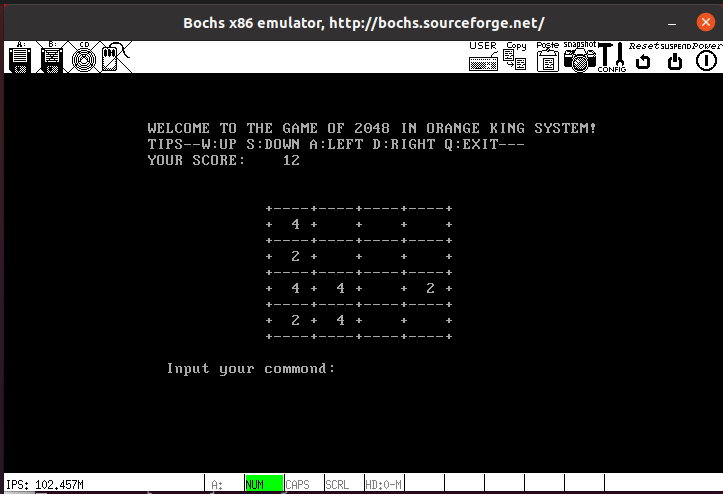 Bochs x86 emulator, http://bochs.sourceforge.net/
A: B: CD USER Copy Paste snapshot CONFIG Reset SUSPEND Power
WELCOME TO THE GAME OF 2048 IN ORANGE KING SYSTEM!
TIPS--W:UP S:DOWN A:LEFT D:RIGHT Q:EXIT---
YOUR SCORE: 12
+----+----+----+----+
+ 4 + + + +
+----+----+----+----+
+ 2 + + + +
+----+----+----+----+
+ 4 + 4 + + 2 +
+----+----+----+----+
+ 2 + 4 + + +
+----+----+----+----+
Input your commond:
IPS: 102.457M A: NUM CAPS SCRL HD:0-M